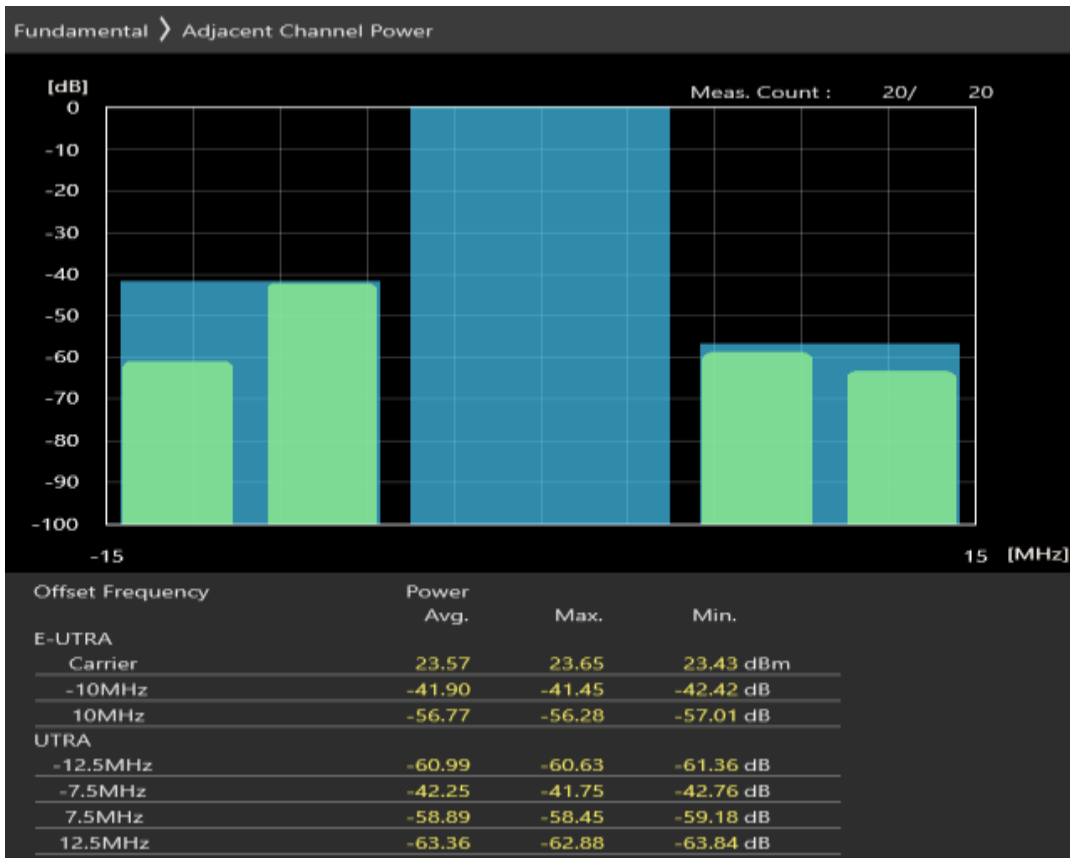 Fundamental ❯ Adjacent Channel Power
[dB]
Meas. Count : 20/ 20
0
-10
-20
-30
-40
-50
-60
-70
-80
-90
-100
-15 15 [MHz]
Offset Frequency Power
Avg. Max. Min.
E-UTRA
Carrier 23.57 23.65 23.43 dBm
-10MHz -41.90 -41.45 -42.42 dB
10MHz -56.77 -56.28 -57.01 dB
UTRA
-12.5MHz -60.99 -60.63 -61.36 dB
-7.5MHz -42.25 -41.75 -42.76 dB
7.5MHz -58.89 -58.45 -59.18 dB
12.5MHz -63.36 -62.88 -63.84 dB